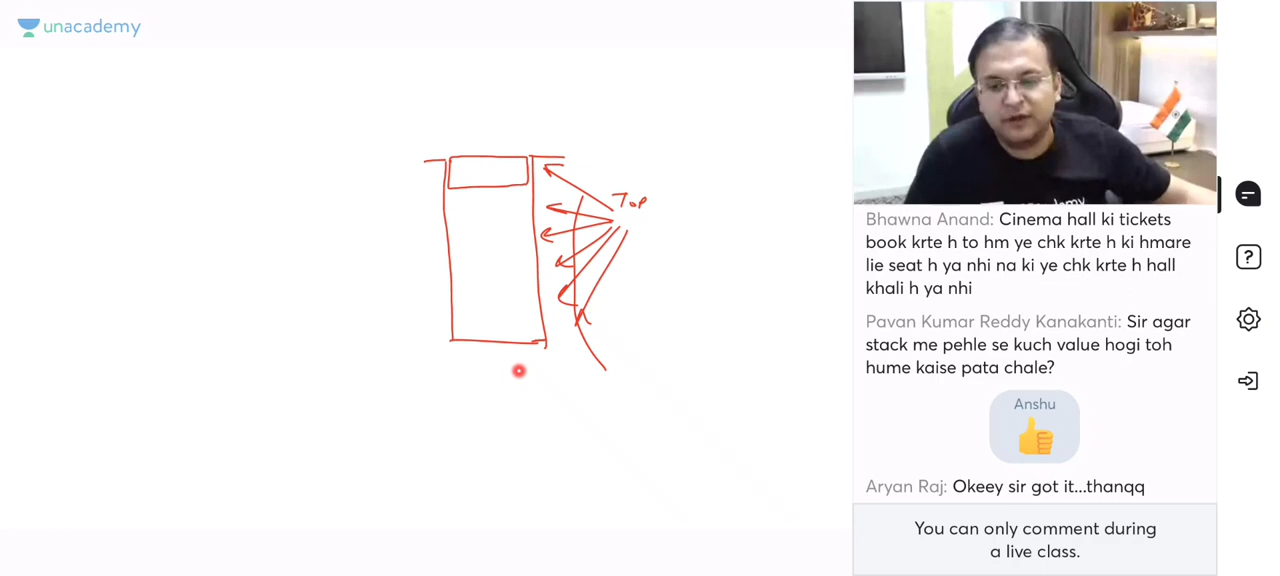 unacademy
Top
Bhawna Anand: Cinema hall ki tickets
book krte h to hm ye chk krte h ki hmare
lie seat h ya nhi na ki ye chk krte h hall
khali h ya nhi
Pavan Kumar Reddy Kanakanti: Sir agar
stack me pehle se kuch value hogi toh
hume kaise pata chale?
Anshu
Aryan Raj: Okeey sir got it...thanqq
You can only comment during
a live class.